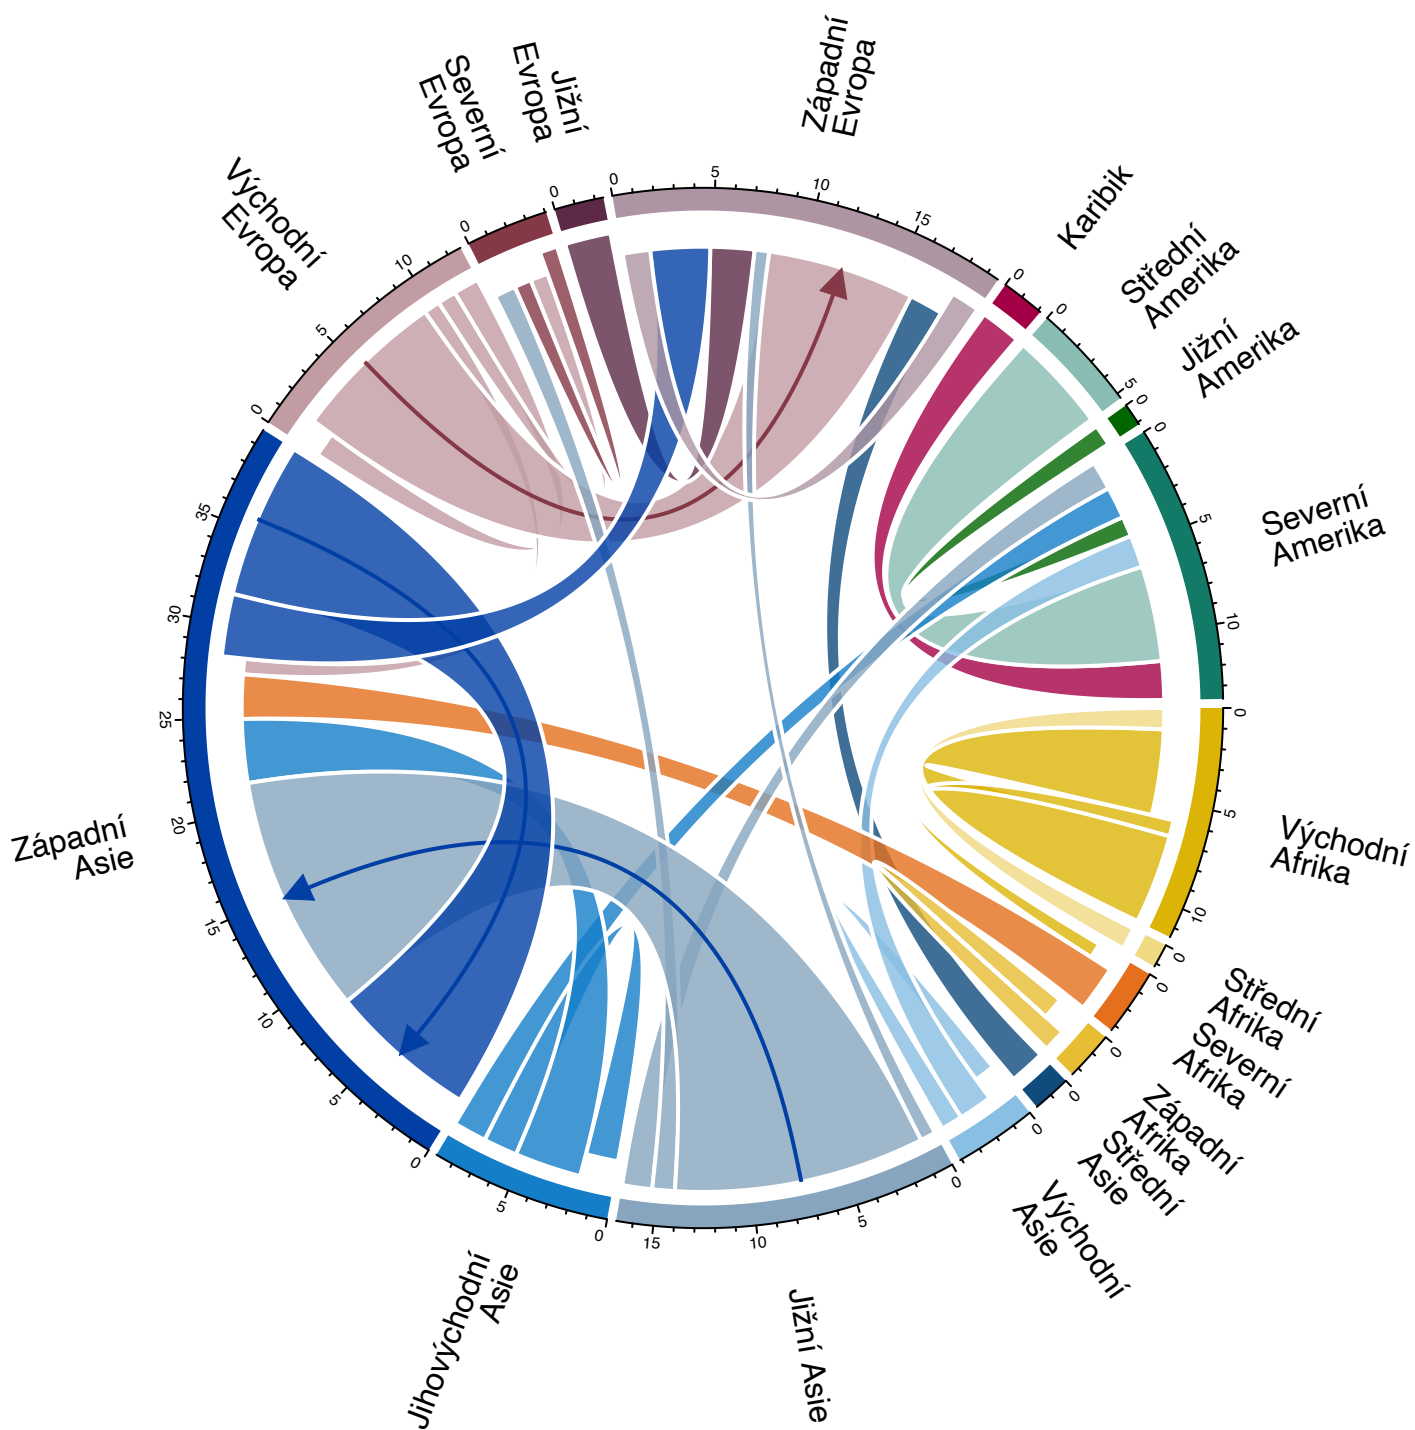 Západní
Evropa
0
5
10
15
Karibik
0
Střední
Amerika
0
5
Jižní
Amerika
0
Severní
Amerika
0
5
10
Východní
Afrika
0
5
10
Střední
Afrika
0
Severní
Afrika
0
Západní
Afrika
0
Střední
Asie
0
Východní
Asie
0
Jižní Asie
0
5
10
15
Jihovýchodní
Asie
0
5
Západní
Asie
0
5
10
15
20
25
30
35
Východní
Evropa
0
5
10
Severní
Evropa
0
Jižní
Evropa
0